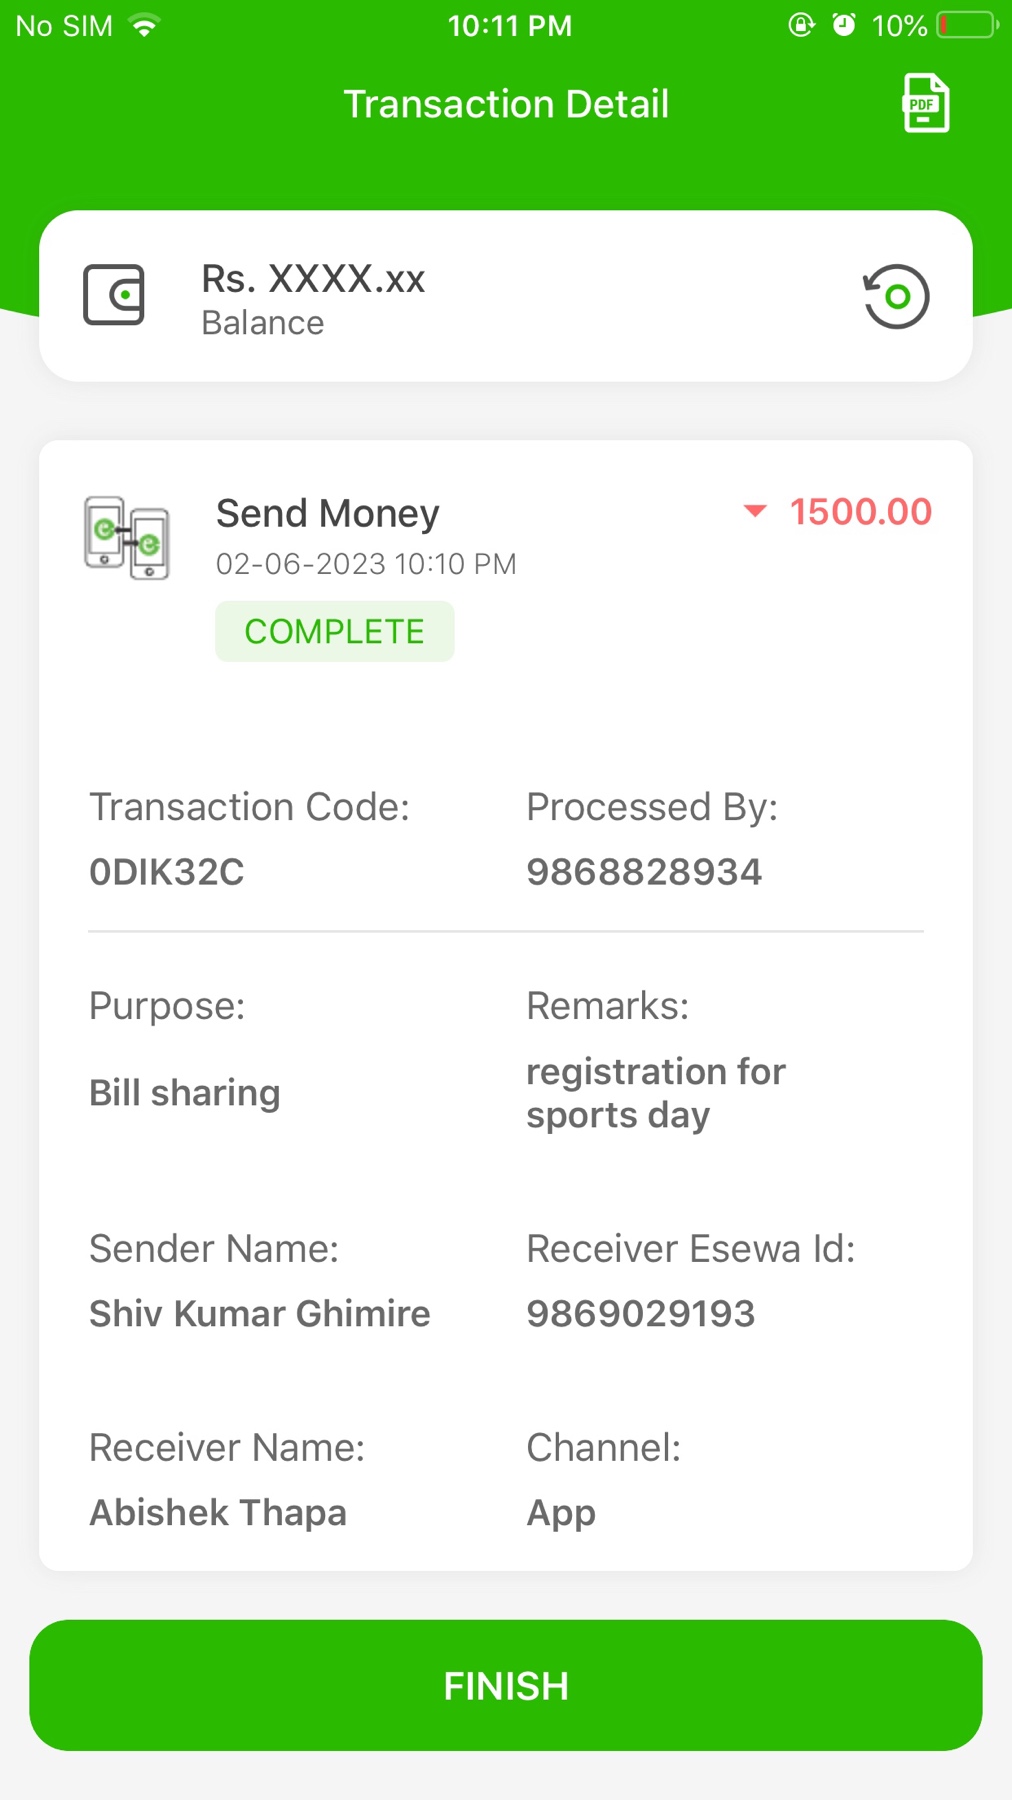 No SIM 10:11 PM 10%
Transaction Detail
PDF
Rs. XXXX.xx
Balance
Send Money 1500.00
02-06-2023 10:10 PM
COMPLETE
Transaction Code: Processed By:
0DIK32C 9868828934
Purpose: Remarks:
Bill sharing registration for
sports day
Sender Name: Receiver Esewa Id:
Shiv Kumar Ghimire 9869029193
Receiver Name: Channel:
Abishek Thapa App
FINISH